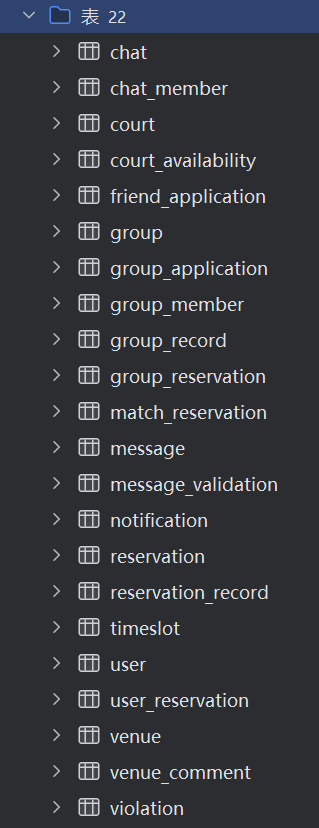 表 22
chat
chat_member
court
court_availability
friend_application
group
group_application
group_member
group_record
group_reservation
match_reservation
message
message_validation
notification
reservation
reservation_record
timeslot
user
user_reservation
venue
venue_comment
violation